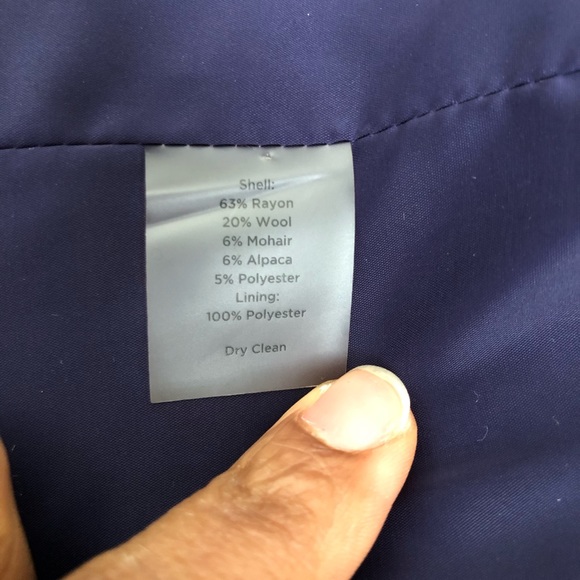 Shell:
63% Rayon
20% Wool
6% Mohair
6% Alpaca
5% Polyester
Lining:
100% Polyester
Dry Clean